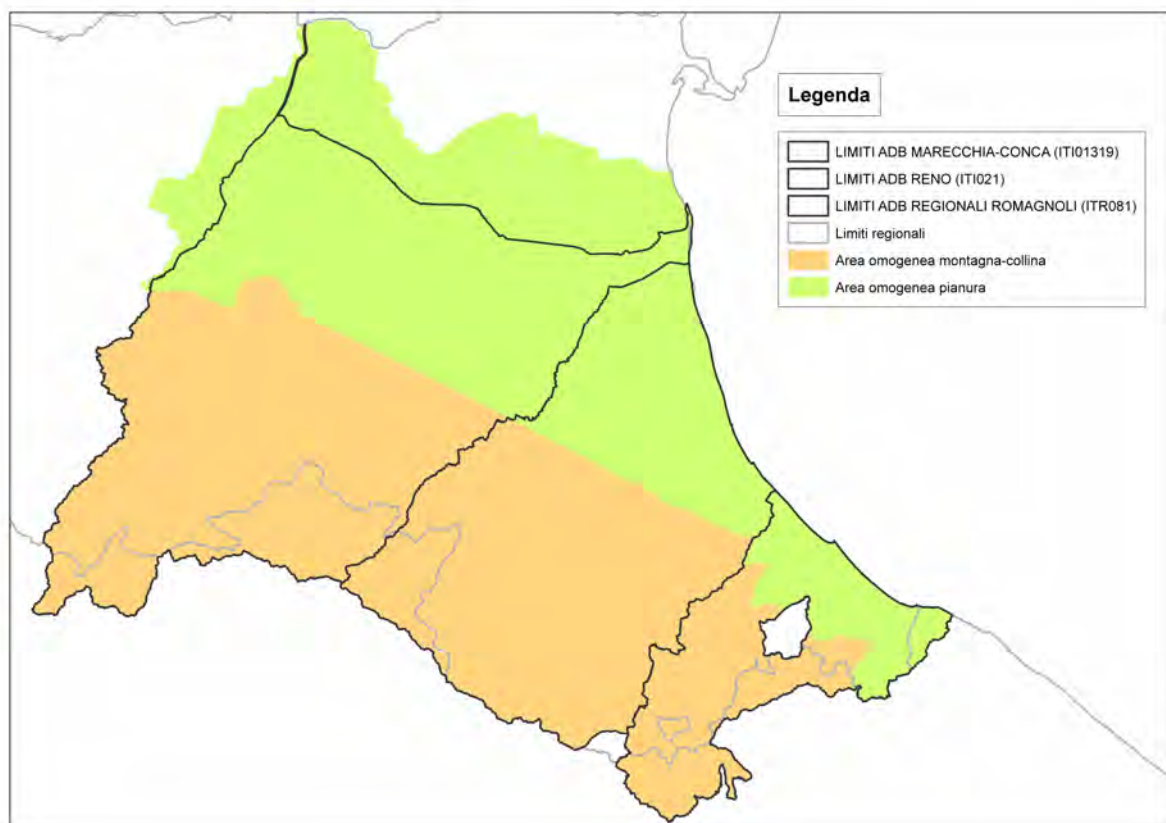 Legenda
LIMITI ADB MARECCHIA-CONCA (ITI01319)
LIMITI ADB RENO (ITI021)
LIMITI ADB REGIONALI ROMAGNOLI (ITR081)
Limiti regionali
Area omogenea montagna-collina
Area omogenea pianura